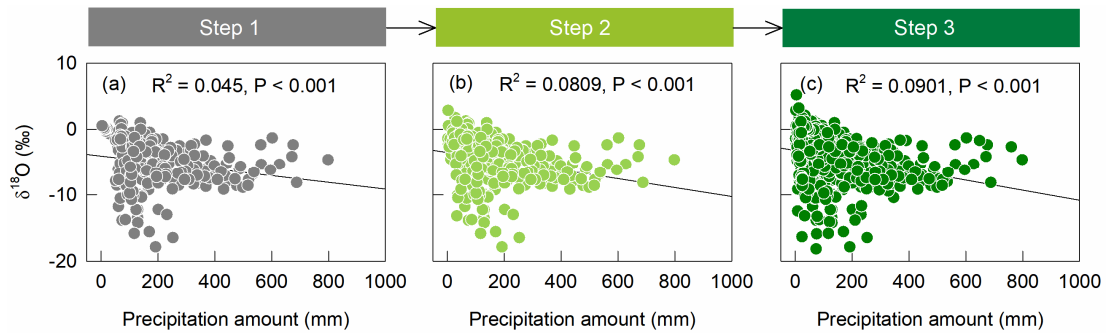 Step 1
Step 2
Step 3
10
0
-10
-20
δ18O (‰)
(a) R² = 0.045, P < 0.001
(b) R² = 0.0809, P < 0.001
(c) R² = 0.0901, P < 0.001
0 200 400 600 800 1000
0 200 400 600 800 1000
0 200 400 600 800 1000
Precipitation amount (mm)
Precipitation amount (mm)
Precipitation amount (mm)